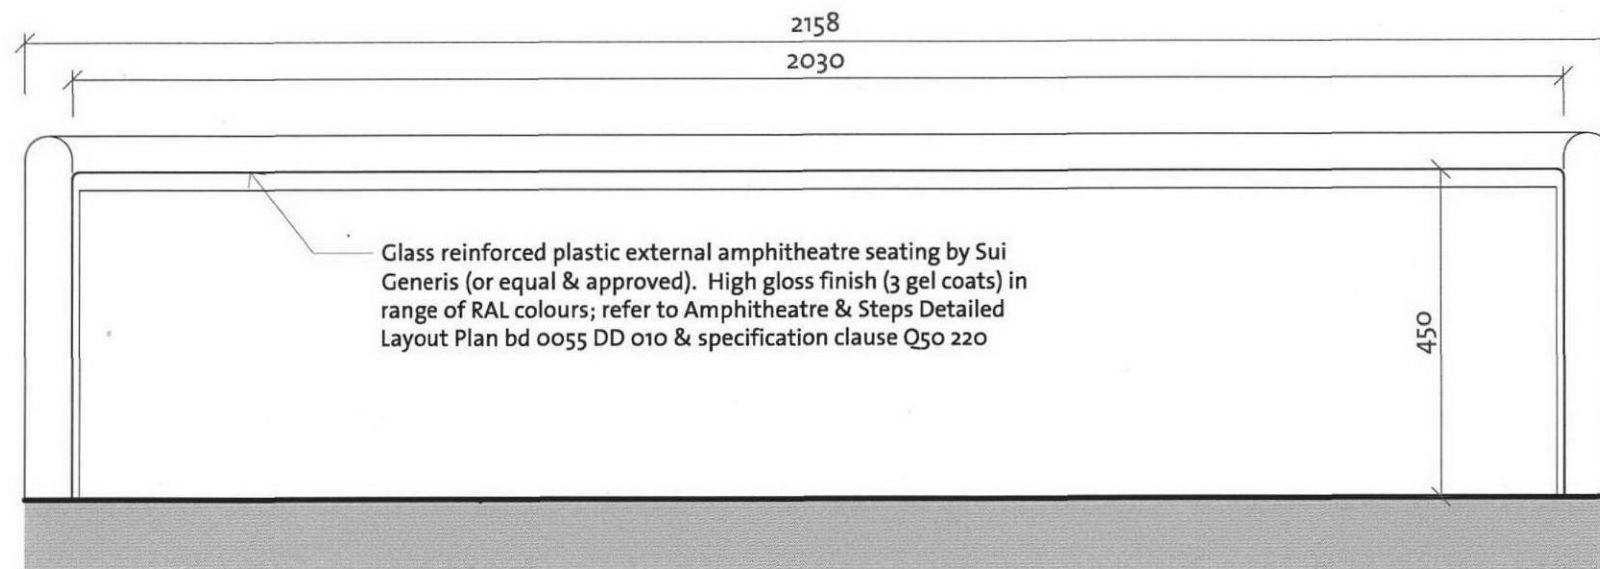 2158
2030
Glass reinforced plastic external amphitheatre seating by Sui
Generis (or equal & approved). High gloss finish (3 gel coats) in
range of RAL colours; refer to Amphitheatre & Steps Detailed
Layout Plan bd 0055 DD 010 & specification clause Q50 220
450